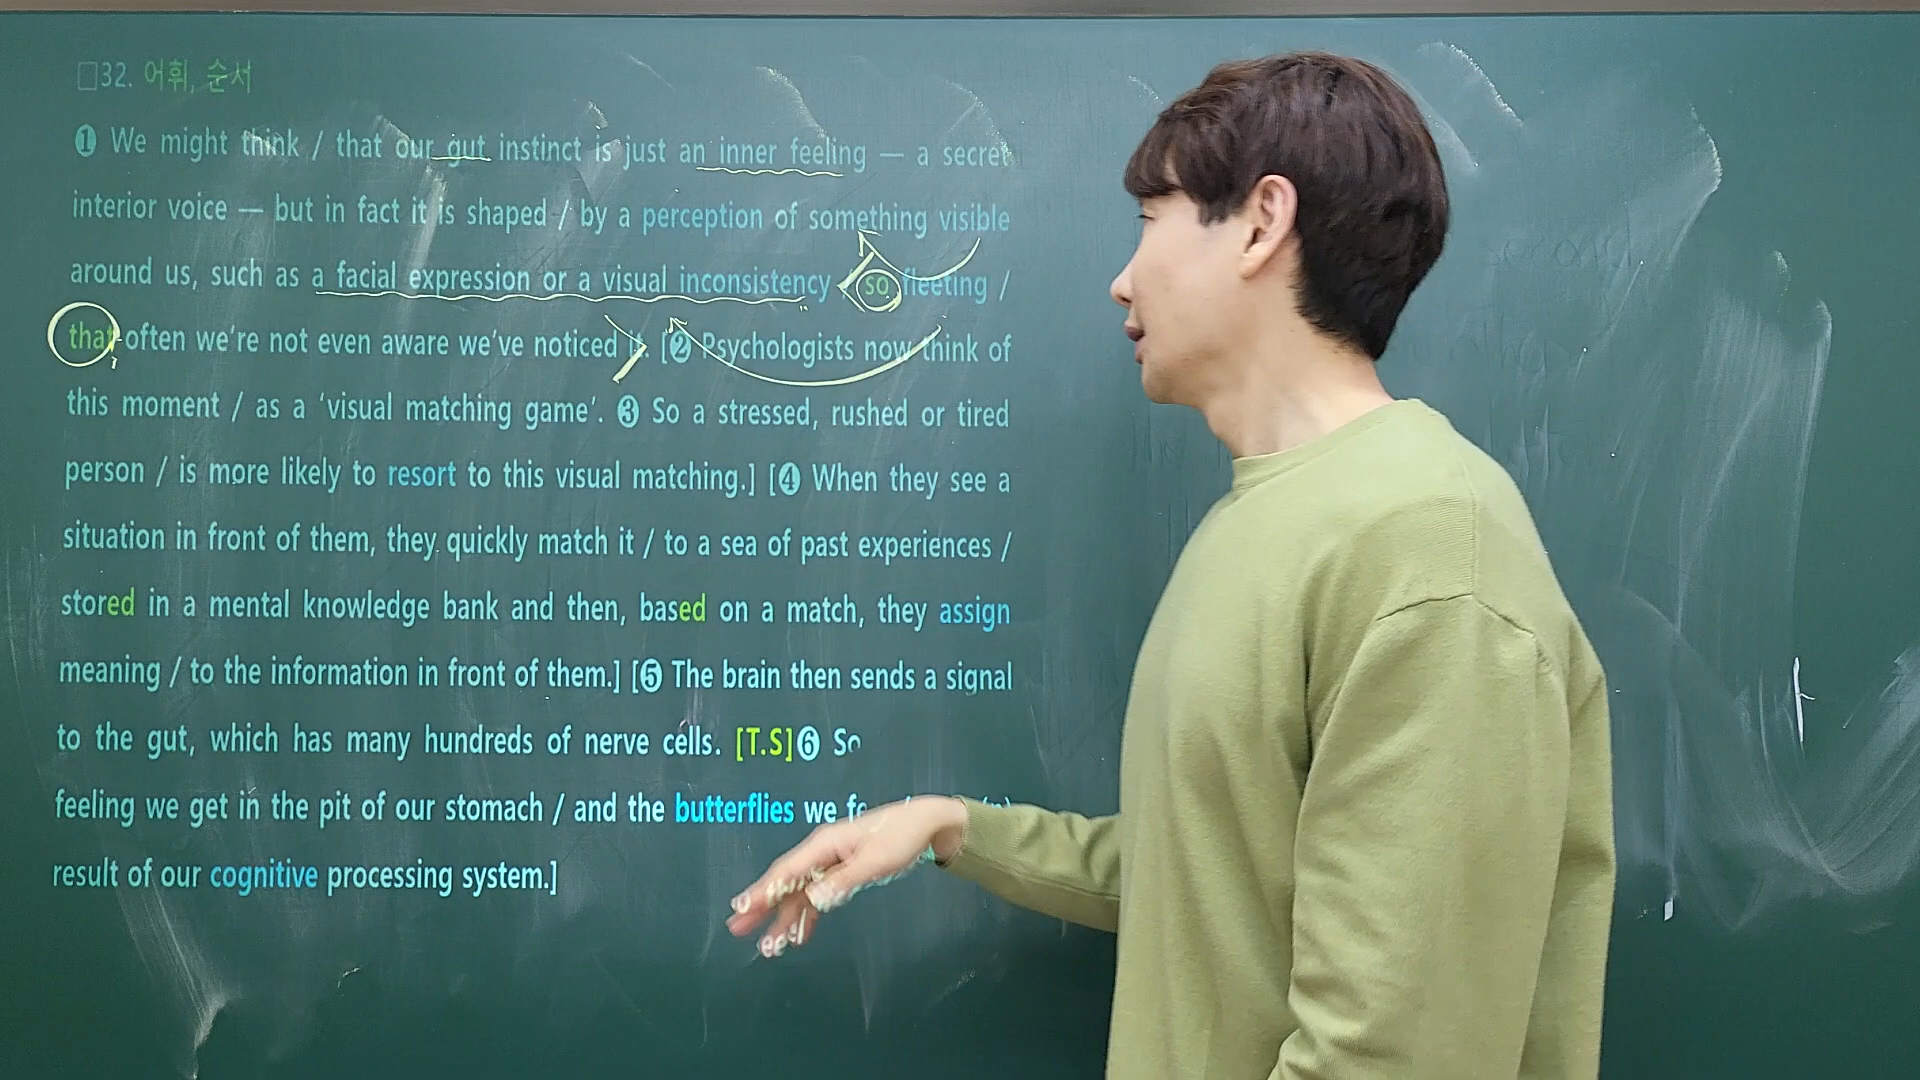 □32. 어휘, 순서
❶ We might think / that our gut instinct is just an inner feeling — a secret
interior voice — but in fact it is shaped / by a perception of something visible
around us, such as a facial expression or a visual inconsistency so fleeting /
that often we're not even aware we've noticed it. [❷ Psychologists now think of
this moment / as a 'visual matching game'. ❸ So a stressed, rushed or tired
person / is more likely to resort to this visual matching.] [❹ When they see a
situation in front of them, they quickly match it / to a sea of past experiences /
stored in a mental knowledge bank and then, based on a match, they assign
meaning / to the information in front of them.] [❺ The brain then sends a signal
to the gut, which has many hundreds of nerve cells. [T.S]❻ So
feeling we get in the pit of our stomach / and the butterflies we
result of our cognitive processing system.]